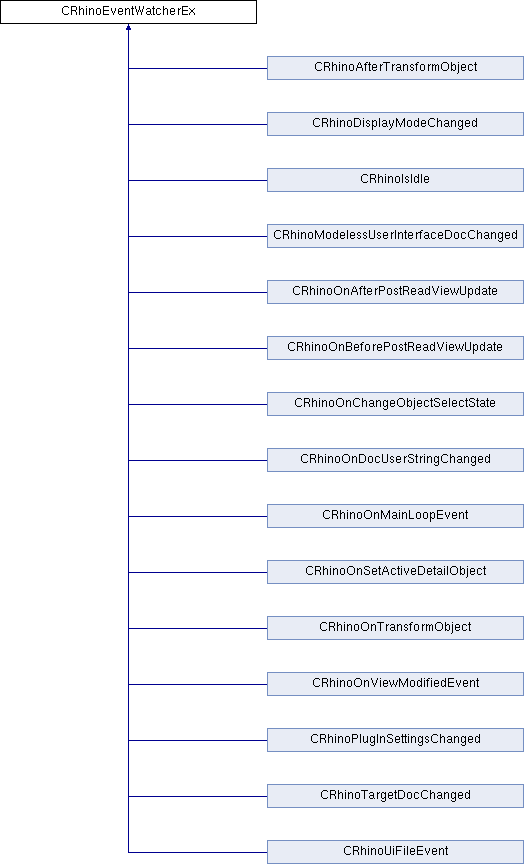 CRhinoEventWatcherEx
CRhinoAfterTransformObject
CRhinoDisplayModeChanged
CRhinoIsIdle
CRhinoModelessUserInterfaceDocChanged
CRhinoOnAfterPostReadViewUpdate
CRhinoOnBeforePostReadViewUpdate
CRhinoOnChangeObjectSelectState
CRhinoOnDocUserStringChanged
CRhinoOnMainLoopEvent
CRhinoOnSetActiveDetailObject
CRhinoOnTransformObject
CRhinoOnViewModifiedEvent
CRhinoPlugInSettingsChanged
CRhinoTargetDocChanged
CRhinoUiFileEvent